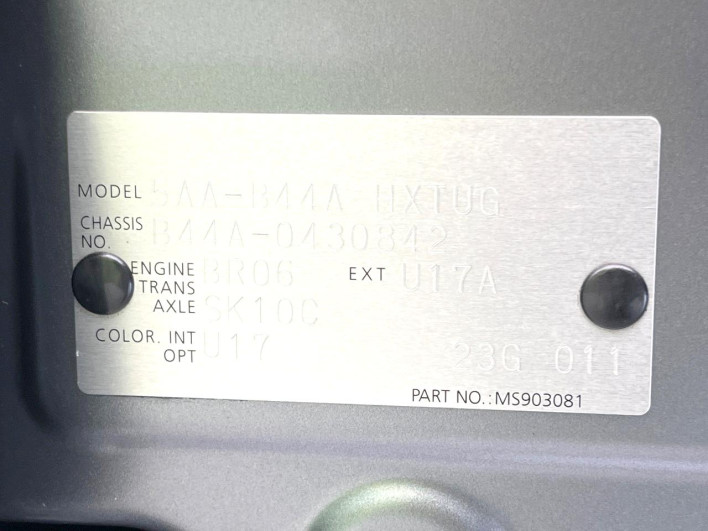 MODEL 5AA-B44A HXTUG
CHASSIS NO. B44A-0430842
ENGINE BR06 EXT U17A
TRANS AXLE SK10C
COLOR. INT U17
OPT 23G 011
PART NO.:MS903081